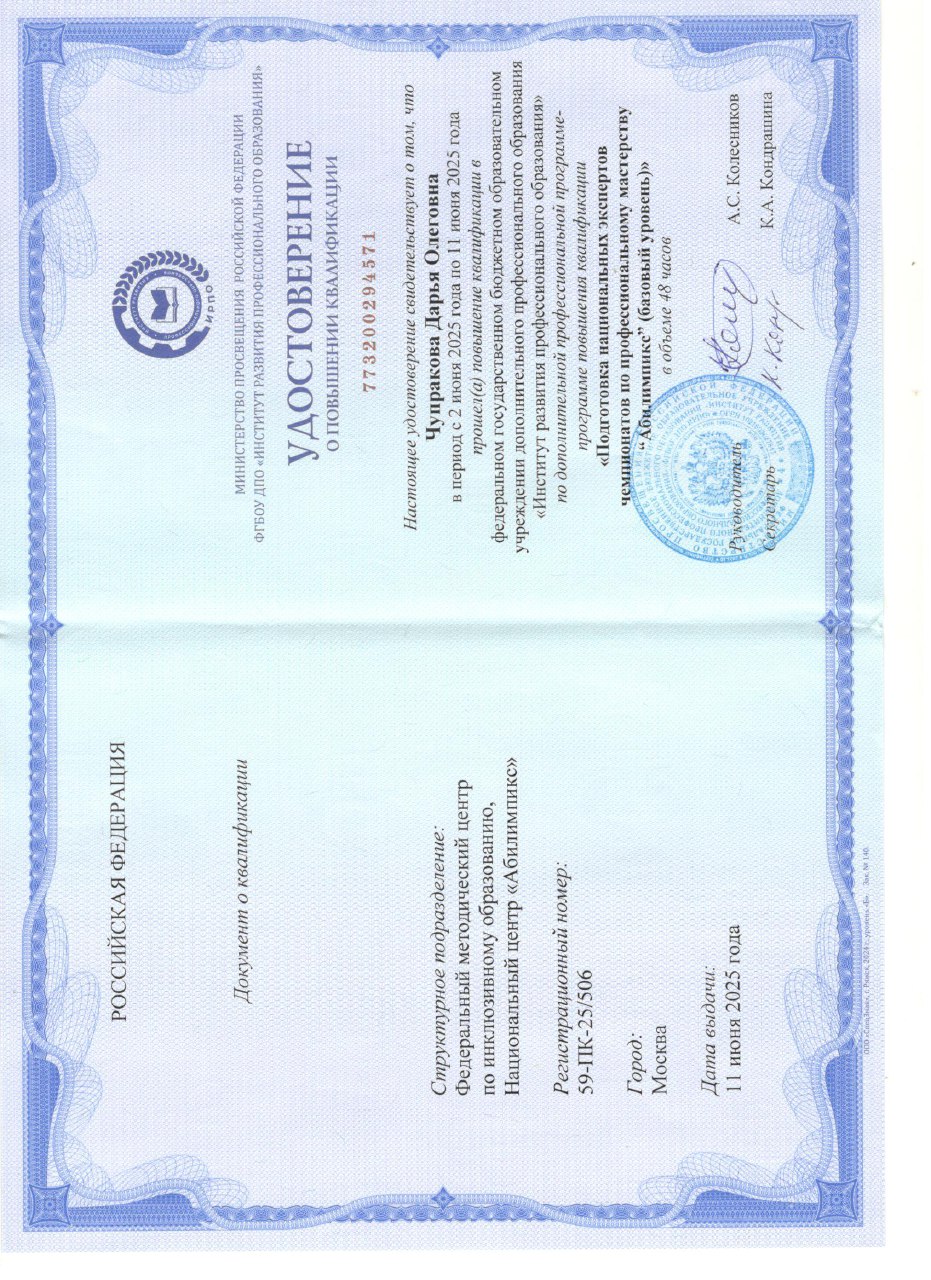 РОССИЙСКАЯ ФЕДЕРАЦИЯ
Документ о квалификации
Структурное подразделение:
Федеральный методический центр
по инклюзивному образованию,
Национальный центр «Абилимпикс»
Регистрационный номер:
59-ПК-25/506
Город:
Москва
Дата выдачи:
11 июня 2025 года
ООО «СпецЗнак», г. Ряжск, 2024 г., уровень «Б». Зак. № 140.
ИРПО
МИНИСТЕРСТВО ПРОСВЕЩЕНИЯ РОССИЙСКОЙ ФЕДЕРАЦИИ
ФГБОУ ДПО «ИНСТИТУТ РАЗВИТИЯ ПРОФЕССИОНАЛЬНОГО ОБРАЗОВАНИЯ»
УДОСТОВЕРЕНИЕ
О ПОВЫШЕНИИ КВАЛИФИКАЦИИ
773200294571
Настоящее удостоверение свидетельствует о том, что
Чупракова Дарья Олеговна
в период с 2 июня 2025 года по 11 июня 2025 года
прошел(а) повышение квалификации в
федеральном государственном бюджетном образовательном
учреждении дополнительного профессионального образования
«Институт развития профессионального образования»
по дополнительной профессиональной программе-
программе повышения квалификации
«Подготовка национальных экспертов
чемпионатов по профессиональному мастерству
“Абилимпикс” (базовый уровень)»
в объеме 48 часов
Руководитель А.С. Колесников
Секретарь К.А. Кондрашина